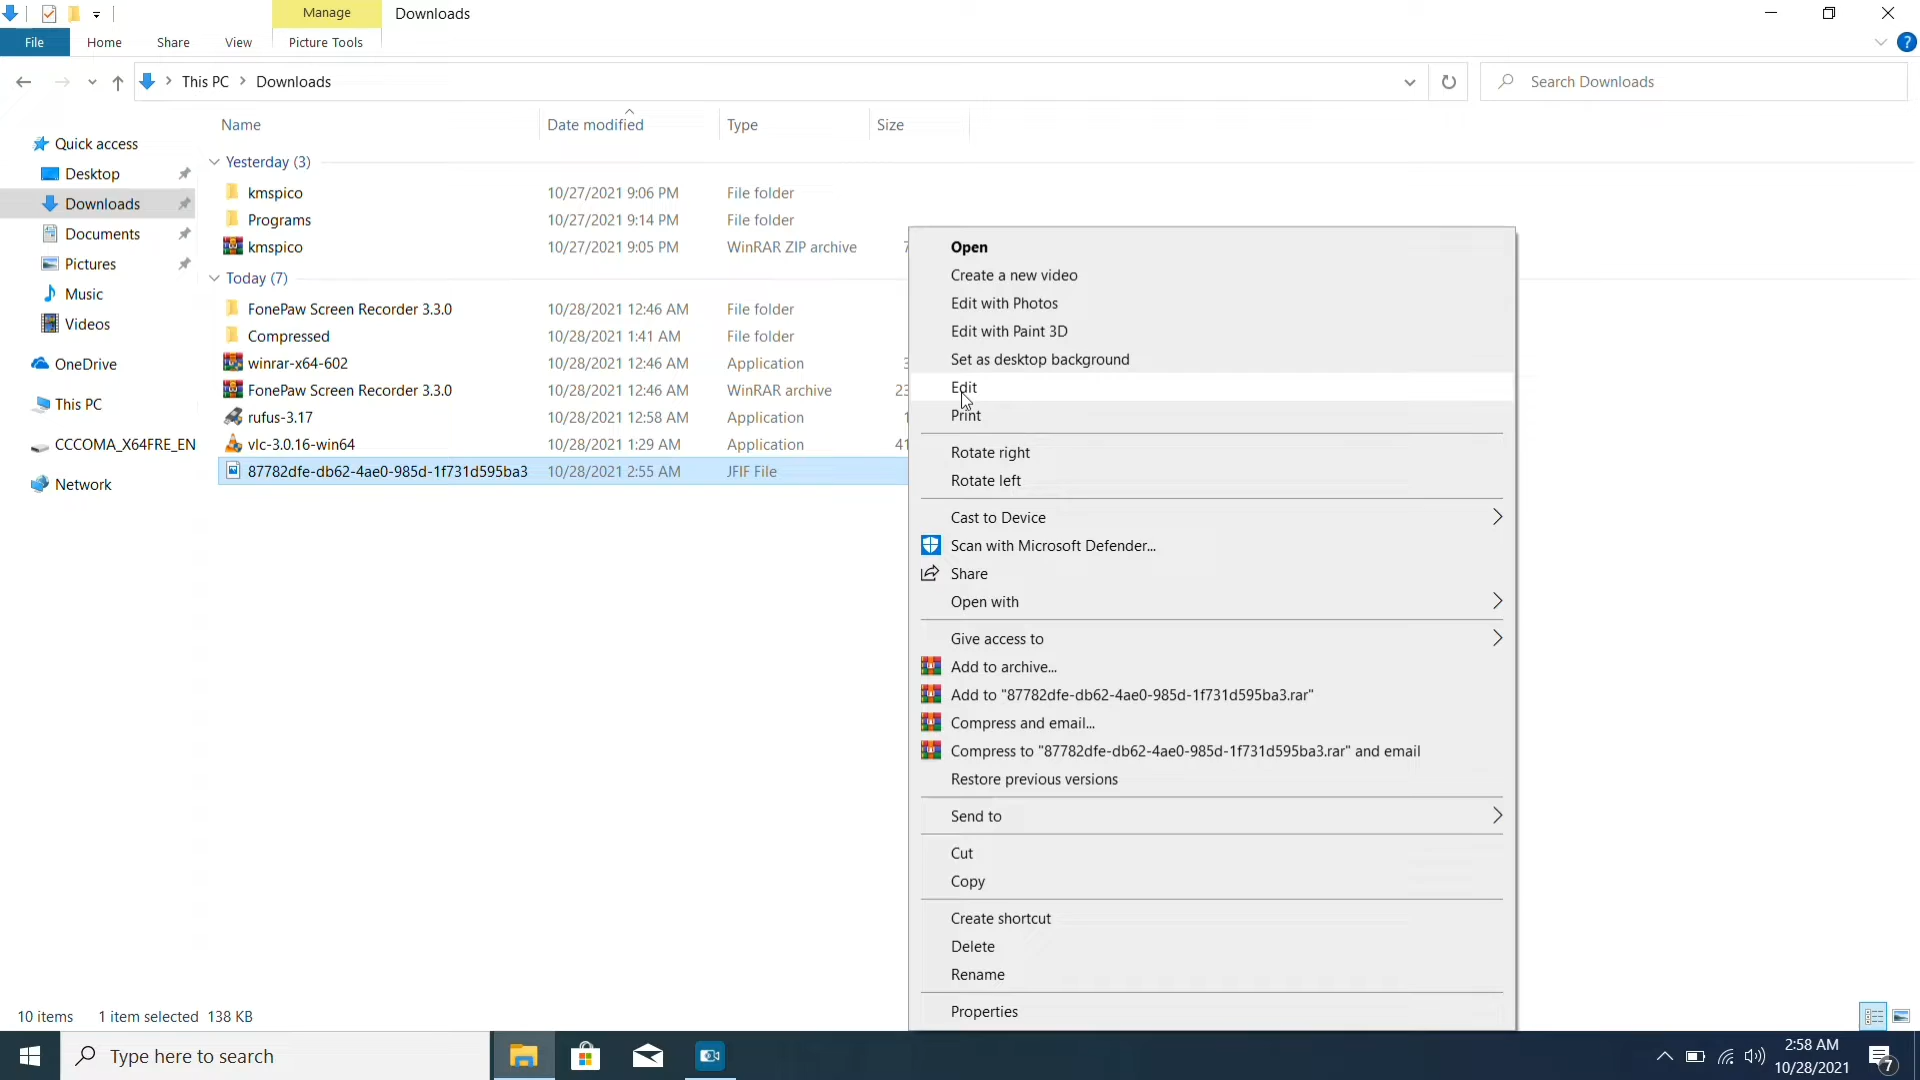 Manage
Downloads
File
Home
Share
View
Picture Tools
?
This PC
Downloads
Search Downloads
Name
Date modified
Type
Size
Quick access
Desktop
Downloads
Documents
Pictures
Music
Videos
OneDrive
This PC
CCCOMA_X64FRE_EN
Network
Yesterday (3)
kmspico 10/27/2021 9:06 PM File folder
Programs 10/27/2021 9:14 PM File folder
kmspico 10/27/2021 9:05 PM WinRAR ZIP archive 7
Today (7)
FonePaw Screen Recorder 3.3.0 10/28/2021 12:46 AM File folder
Compressed 10/28/2021 1:41 AM File folder
winrar-x64-602 10/28/2021 12:46 AM Application 3
FonePaw Screen Recorder 3.3.0 10/28/2021 12:46 AM WinRAR archive 23
rufus-3.17 10/28/2021 12:58 AM Application 1
vlc-3.0.16-win64 10/28/2021 1:29 AM Application 41
87782dfe-db62-4ae0-985d-1f731d595ba3 10/28/2021 2:55 AM JFIF File
Open
Create a new video
Edit with Photos
Edit with Paint 3D
Set as desktop background
Edit
Print
Rotate right
Rotate left
Cast to Device
Scan with Microsoft Defender...
Share
Open with
Give access to
Add to archive...
Add to "87782dfe-db62-4ae0-985d-1f731d595ba3.rar"
Compress and email...
Compress to "87782dfe-db62-4ae0-985d-1f731d595ba3.rar" and email
Restore previous versions
Send to
Cut
Copy
Create shortcut
Delete
Rename
Properties
10 items 1 item selected 138 KB
Type here to search
2:58 AM
10/28/2021
7